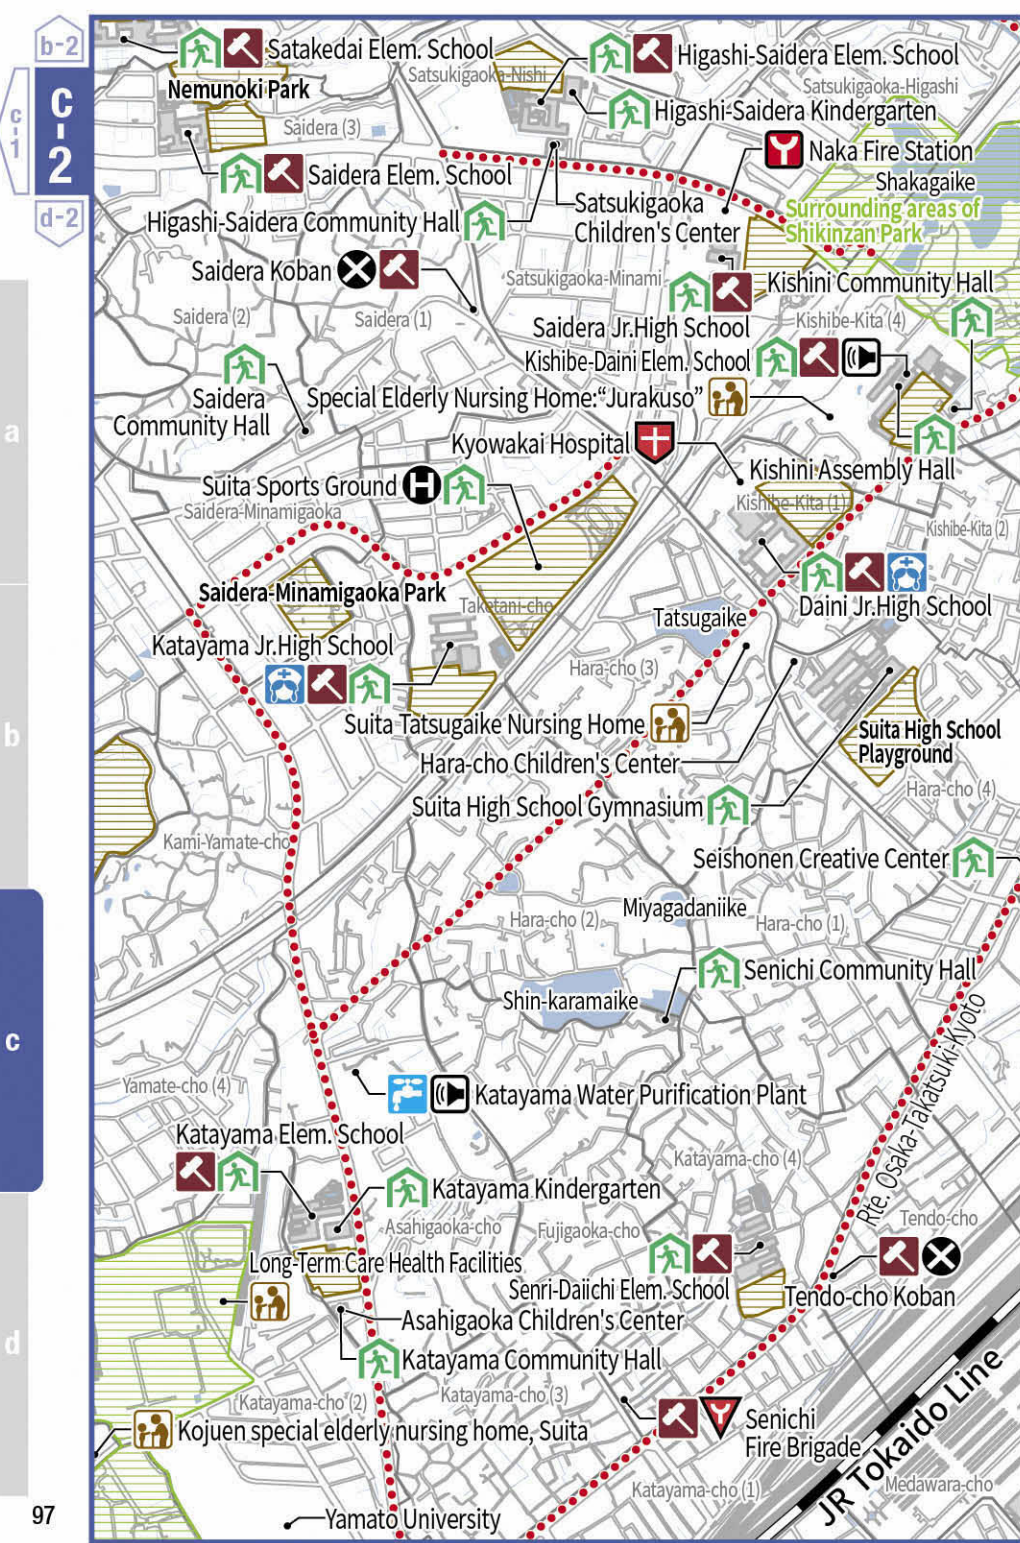 b-2
c-1
c-2
d-2
a
b
c
d
97
Satakedai Elem. School
Nemunoki Park
Saidera (3)
Satsukigaoka-Nishi
Higashi-Saidera Elem. School
Satsukigaoka-Higashi
Higashi-Saidera Kindergarten
Naka Fire Station
Saidera Elem. School
Shakagaike
Higashi-Saidera Community Hall
Satsukigaoka
Children's Center
Surrounding areas of
Shikinzan Park
Saidera Koban
Satsukigaoka-Minami
Kishini Community Hall
Saidera (2)
Saidera (1)
Saidera Jr.High School
Kishibe-Kita (4)
Kishibe-Daini Elem. School
Saidera
Community Hall
Special Elderly Nursing Home:“Jurakuso”
Kyowakai Hospital
Kishini Assembly Hall
Suita Sports Ground
H
Saidera-Minamigaoka
Kishibe-Kita (1)
Kishibe-Kita (2)
Saidera-Minamigaoka Park
Taketani-cho
Tatsugaike
Daini Jr.High School
Katayama Jr.High School
Hara-cho (3)
Suita Tatsugaike Nursing Home
Suita High School
Playground
Hara-cho Children's Center
Hara-cho (4)
Suita High School Gymnasium
Kami-Yamate-cho
Seishonen Creative Center
Hara-cho (2)
Miyagadaniike
Hara-cho (1)
Senichi Community Hall
Shin-karamaike
Rte. Osaka-Takatsuki-Kyoto
Yamate-cho (4)
Katayama Water Purification Plant
Katayama Elem. School
Katayama-cho (4)
Katayama Kindergarten
Asahigaoka-cho
Fujigaoka-cho
Tendo-cho
Long-Term Care Health Facilities
Senri-Daiichi Elem. School
Tendo-cho Koban
Asahigaoka Children's Center
Katayama Community Hall
Katayama-cho (2)
Katayama-cho (3)
Kojuen special elderly nursing home, Suita
Senichi
Fire Brigade
JR Tokaido Line
Katayama-cho (1)
Medawara-cho
Yamato University